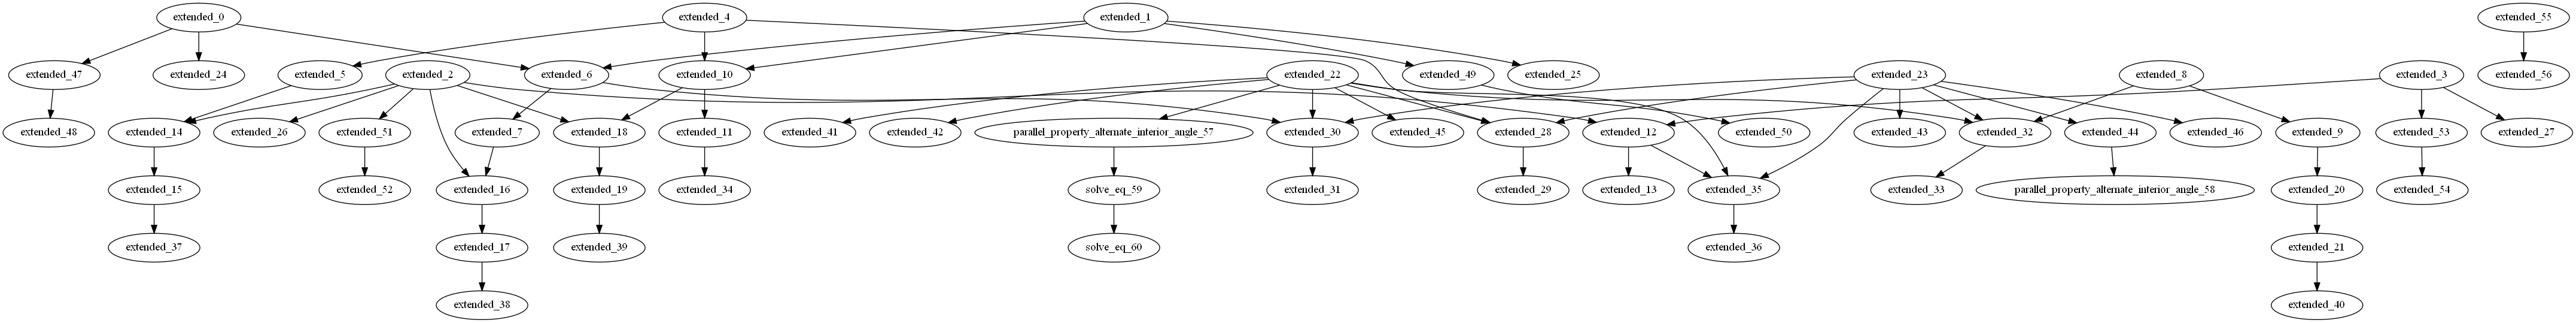 extended_0
extended_4
extended_1
extended_55
extended_47
extended_24
extended_5
extended_2
extended_6
extended_10
extended_22
extended_49
extended_25
extended_23
extended_8
extended_3
extended_56
extended_48
extended_14
extended_26
extended_51
extended_7
extended_18
extended_11
extended_41
extended_42
parallel_property_alternate_interior_angle_57
extended_30
extended_45
extended_28
extended_12
extended_50
extended_43
extended_32
extended_44
extended_46
extended_9
extended_53
extended_27
extended_15
extended_52
extended_16
extended_19
extended_34
solve_eq_59
extended_31
extended_29
extended_13
extended_35
extended_33
parallel_property_alternate_interior_angle_58
extended_20
extended_54
extended_37
extended_17
extended_39
solve_eq_60
extended_36
extended_21
extended_38
extended_40